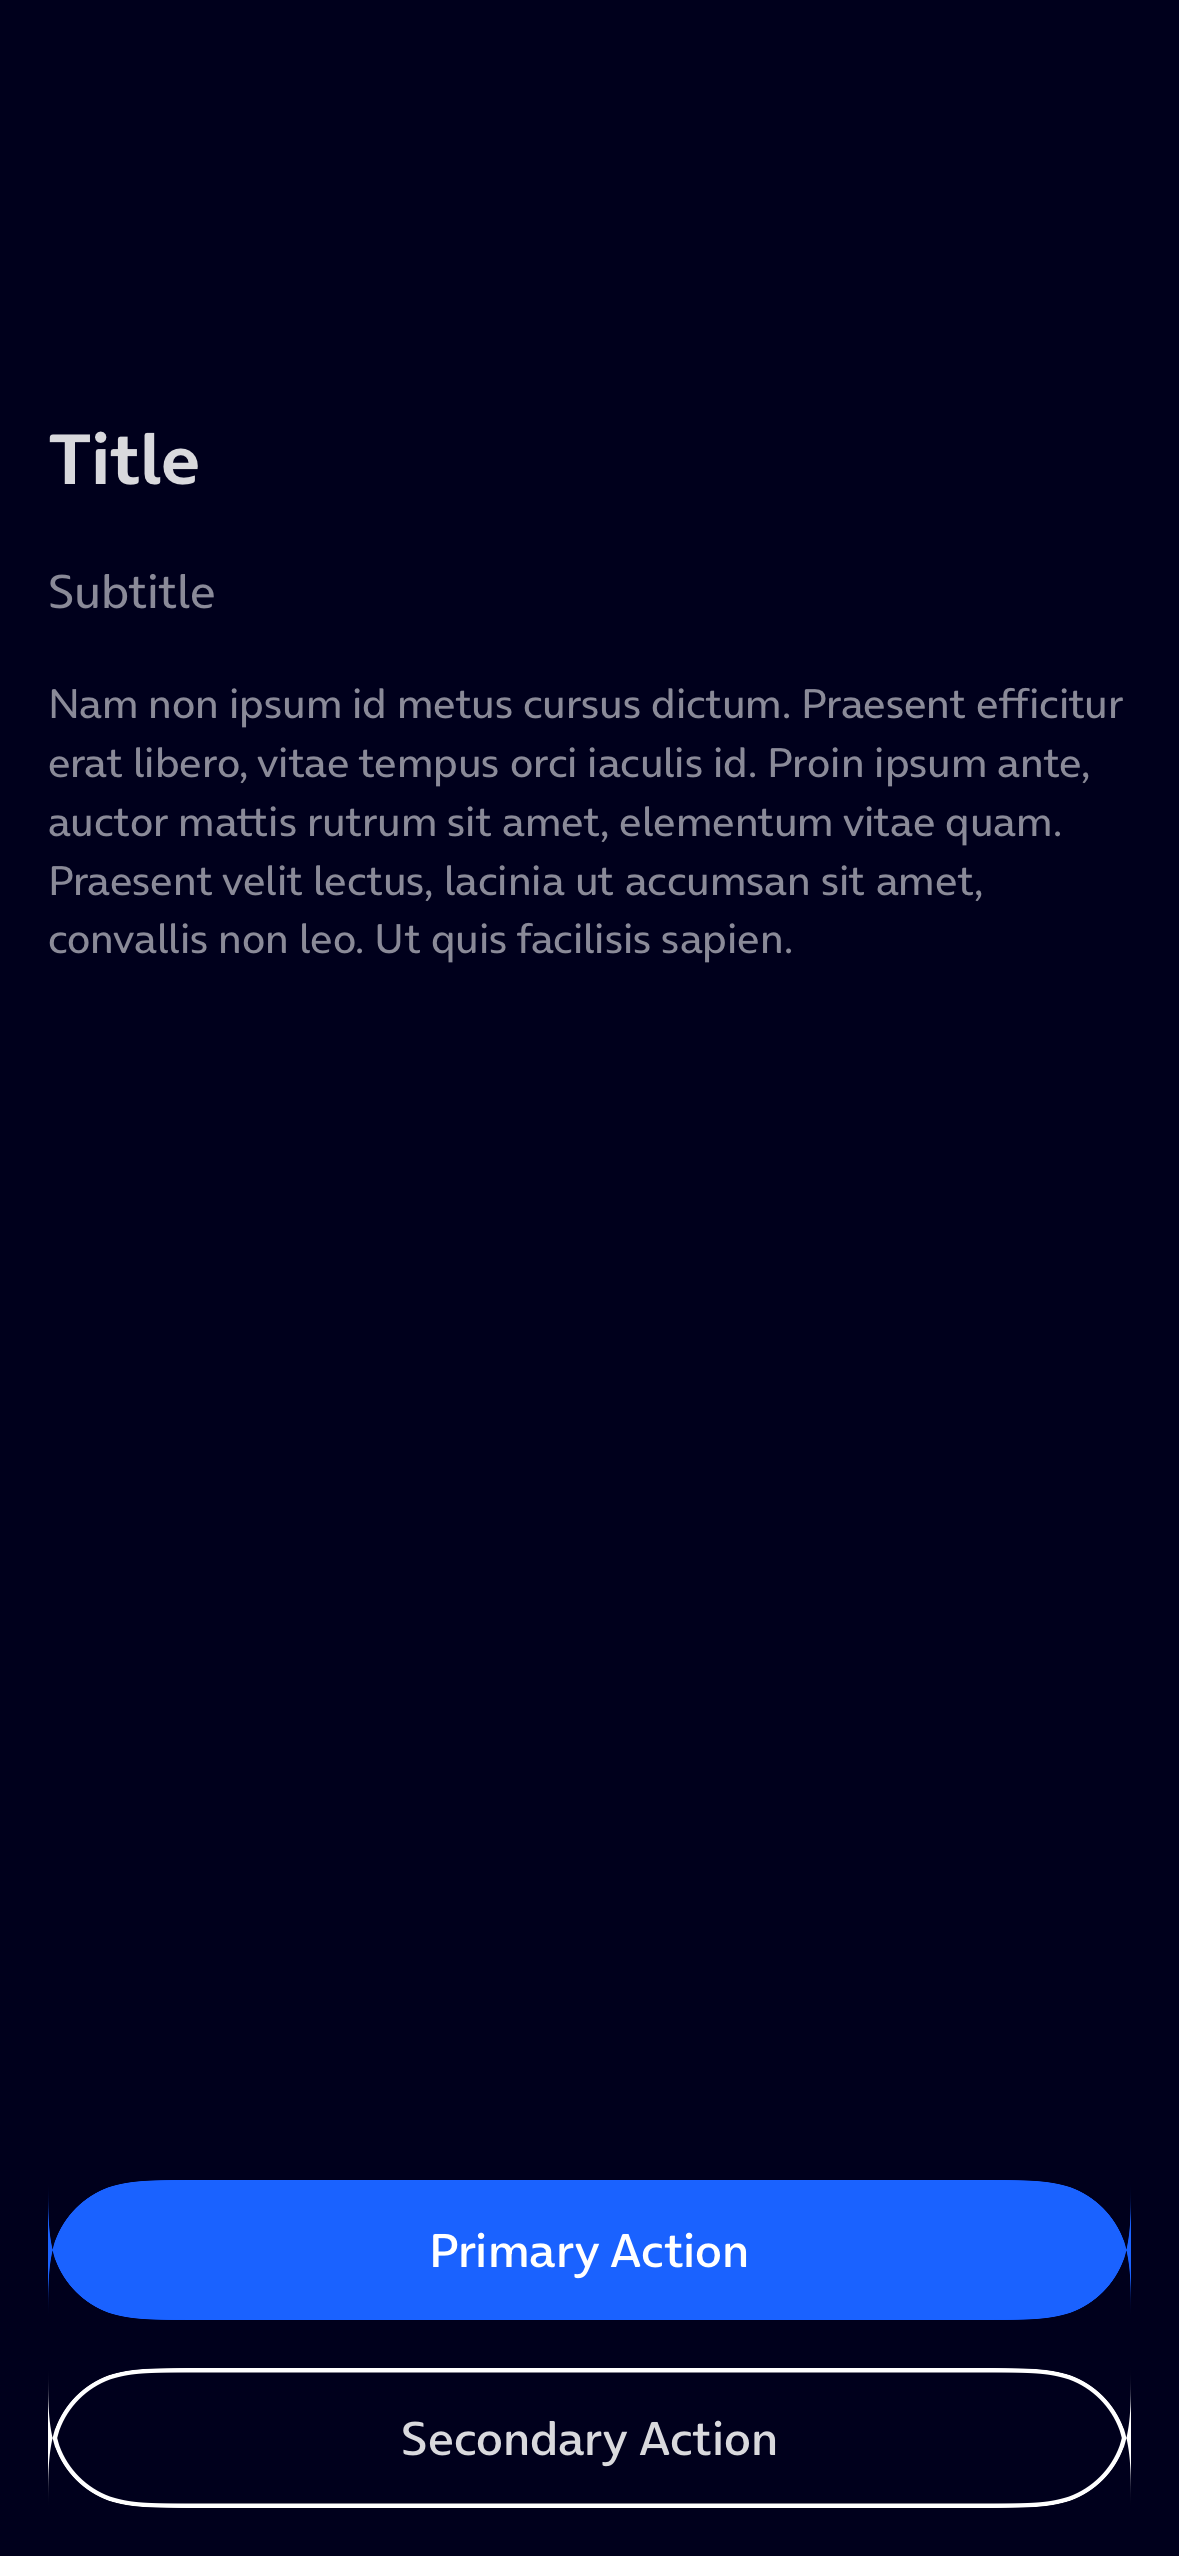 Title
Subtitle
Nam non ipsum id metus cursus dictum. Praesent efficitur
erat libero, vitae tempus orci iaculis id. Proin ipsum ante,
auctor mattis rutrum sit amet, elementum vitae quam.
Praesent velit lectus, lacinia ut accumsan sit amet,
convallis non leo. Ut quis facilisis sapien.
Primary Action
Secondary Action